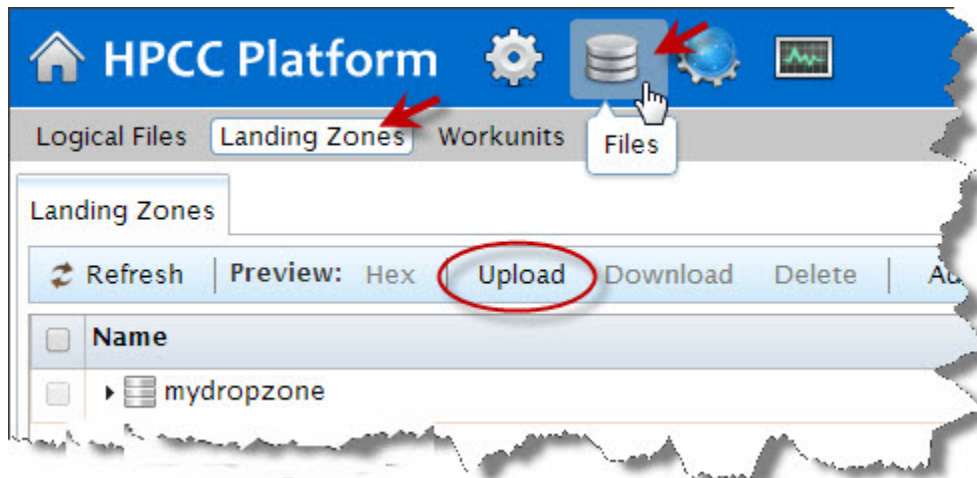 HPCC Platform
Logical Files Landing Zones Workunits Files
Landing Zones
Refresh Preview: Hex Upload Download Delete
Name
mydropzone